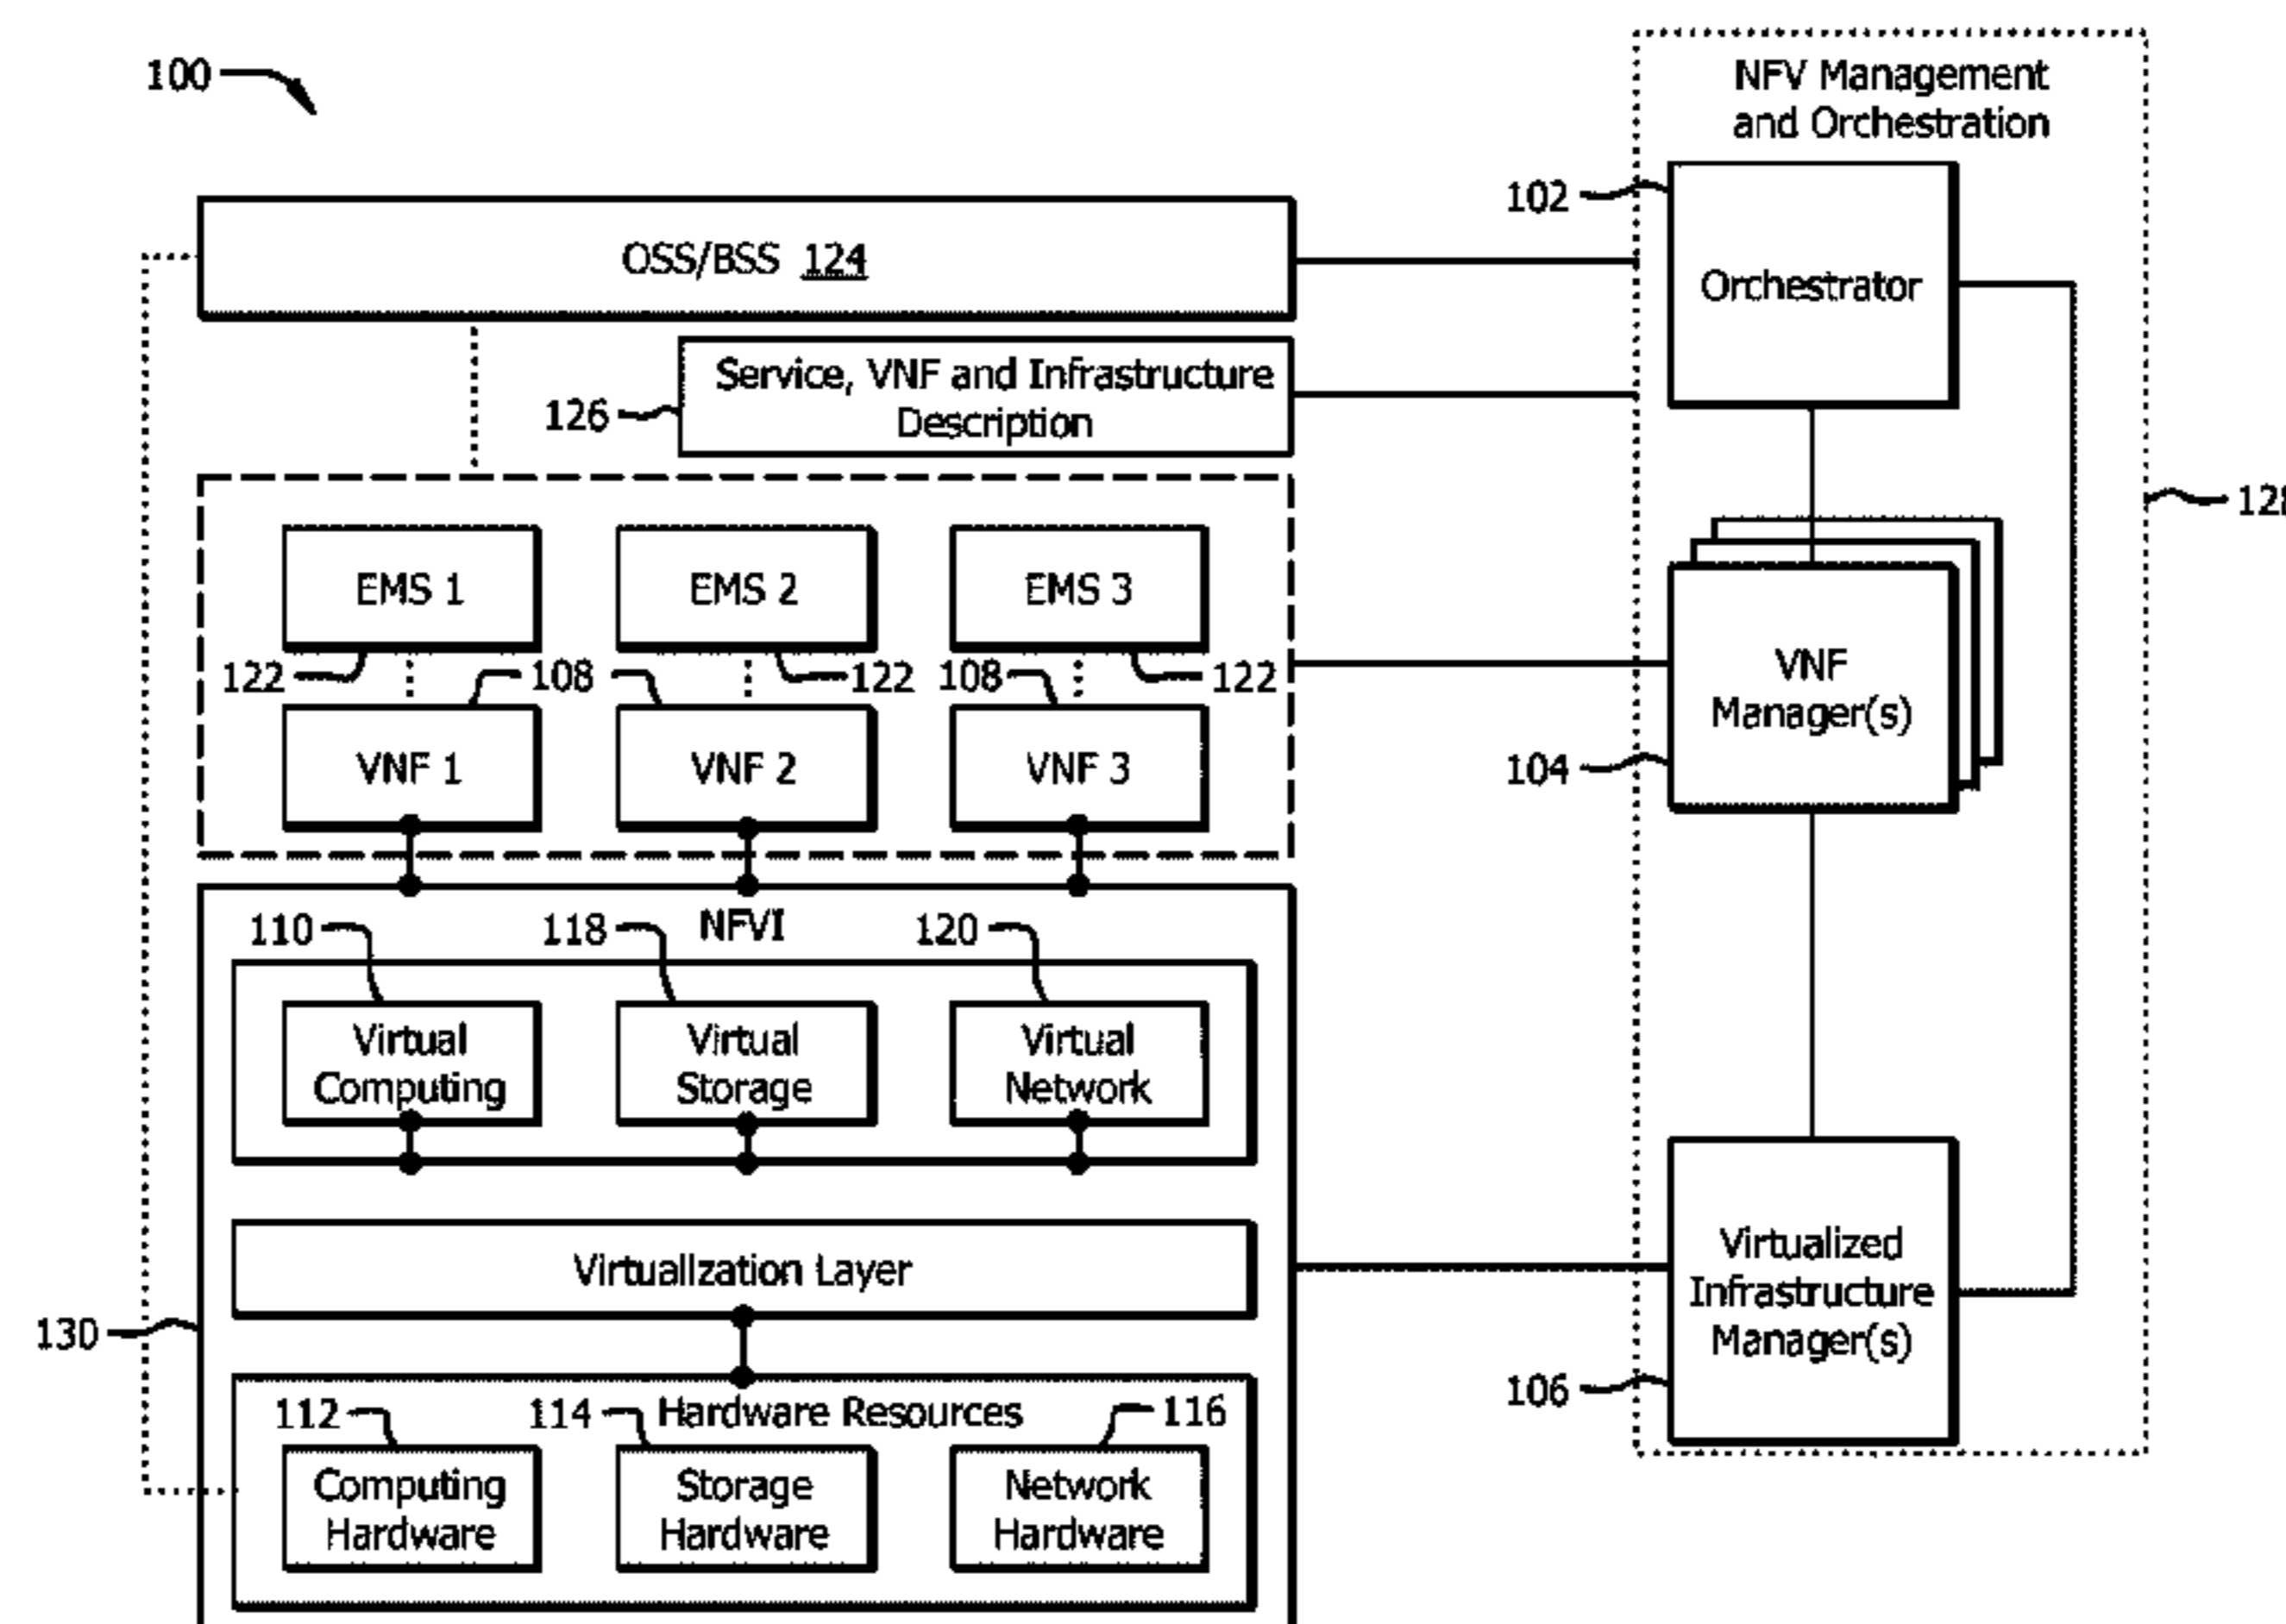 100
NFV Management
and Orchestration
102
OSS/BSS 124
Orchestrator
Service, VNF and Infrastructure
Description
126
EMS 1
EMS 2
EMS 3
122
108
122
108
122
VNF
Manager(s)
VNF 1
VNF 2
VNF 3
104
NFVI
110
118
120
Virtual
Computing
Virtual
Storage
Virtual
Network
Virtualization Layer
Virtualized
Infrastructure
Manager(s)
130
106
Hardware Resources
112
114
116
Computing
Hardware
Storage
Hardware
Network
Hardware